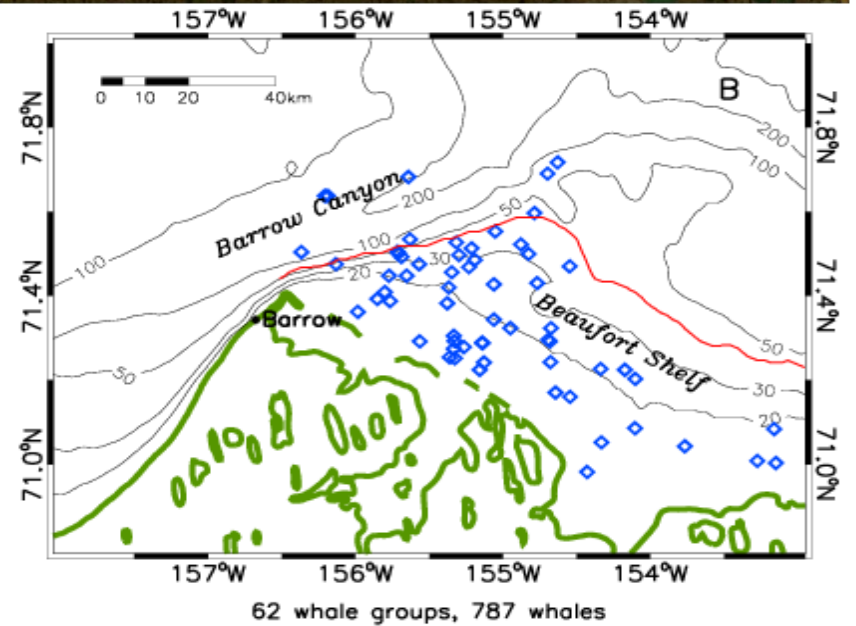 157°W 156°W 155°W 154°W
B
0 10 20 40km
71.8°N 71.8°N
200
100
0
Barrow Canyon
200
50
100
100
30
20
71.4°N 71.4°N
Barrow
Beaufort Shelf
50
50
30
20
71.0°N 71.0°N
157°W 156°W 155°W 154°W
62 whale groups, 787 whales